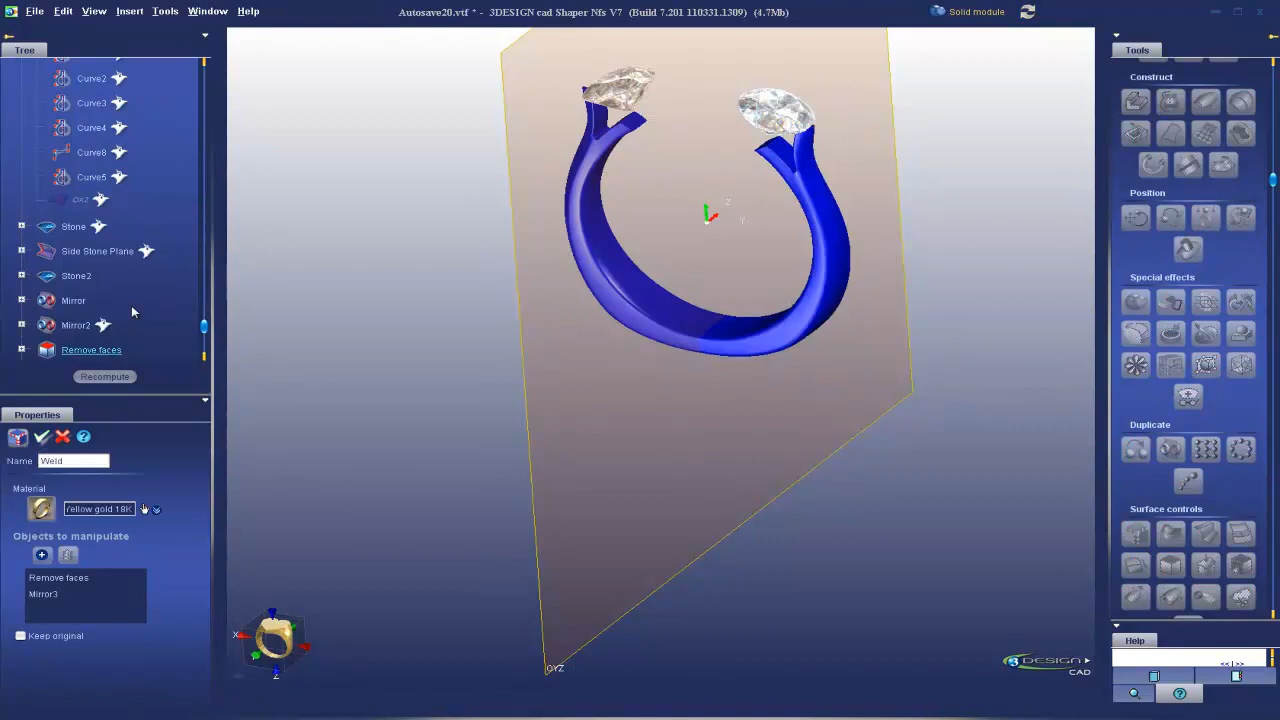 File Edit View Insert Tools Window Help
Autosave20.vtf * - 3DESIGN cad Shaper Nfs V7 (Build 7.201 110331.1309) (4.7Mb)
Solid module
Tree
Curve2
Curve3
Curve4
Curve8
Curve5
OXZ
Stone
Side Stone Plane
Stone2
Mirror
Mirror2
Remove faces
Recompute
Properties
Name Weld
Material
Yellow gold 18K
Objects to manipulate
Remove faces
Mirror3
Keep original
Z
Y
OYZ
X
Z
3DESIGN
CAD
Tools
Construct
Position
Special effects
Duplicate
Surface controls
Help
<< | >>